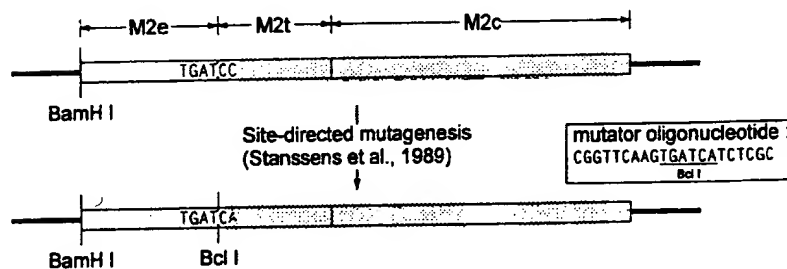 M2e M2t M2c
TGATCC
BamH I
Site-directed mutagenesis
(Stanssens et al., 1989)
mutator oligonucleotide :
CGGTTCAAGTGATCATCTCGC
Bcl I
TGATCA
BamH I Bcl I